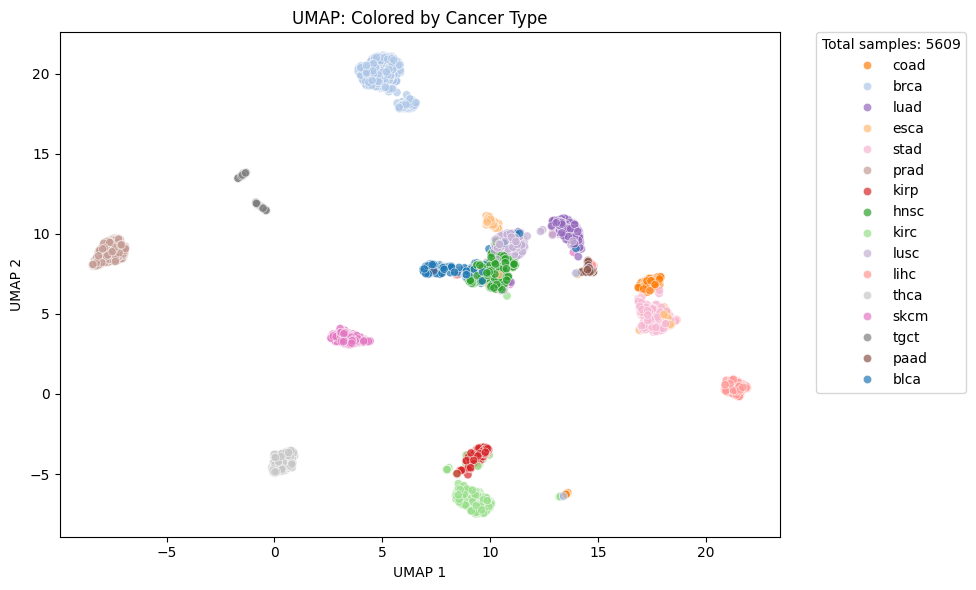 UMAP: Colored by Cancer Type
UMAP 2
20
15
10
5
0
−5
−5
0
5
10
15
20
UMAP 1
Total samples: 5609
coad
brca
luad
esca
stad
prad
kirp
hnsc
kirc
lusc
lihc
thca
skcm
tgct
paad
blca